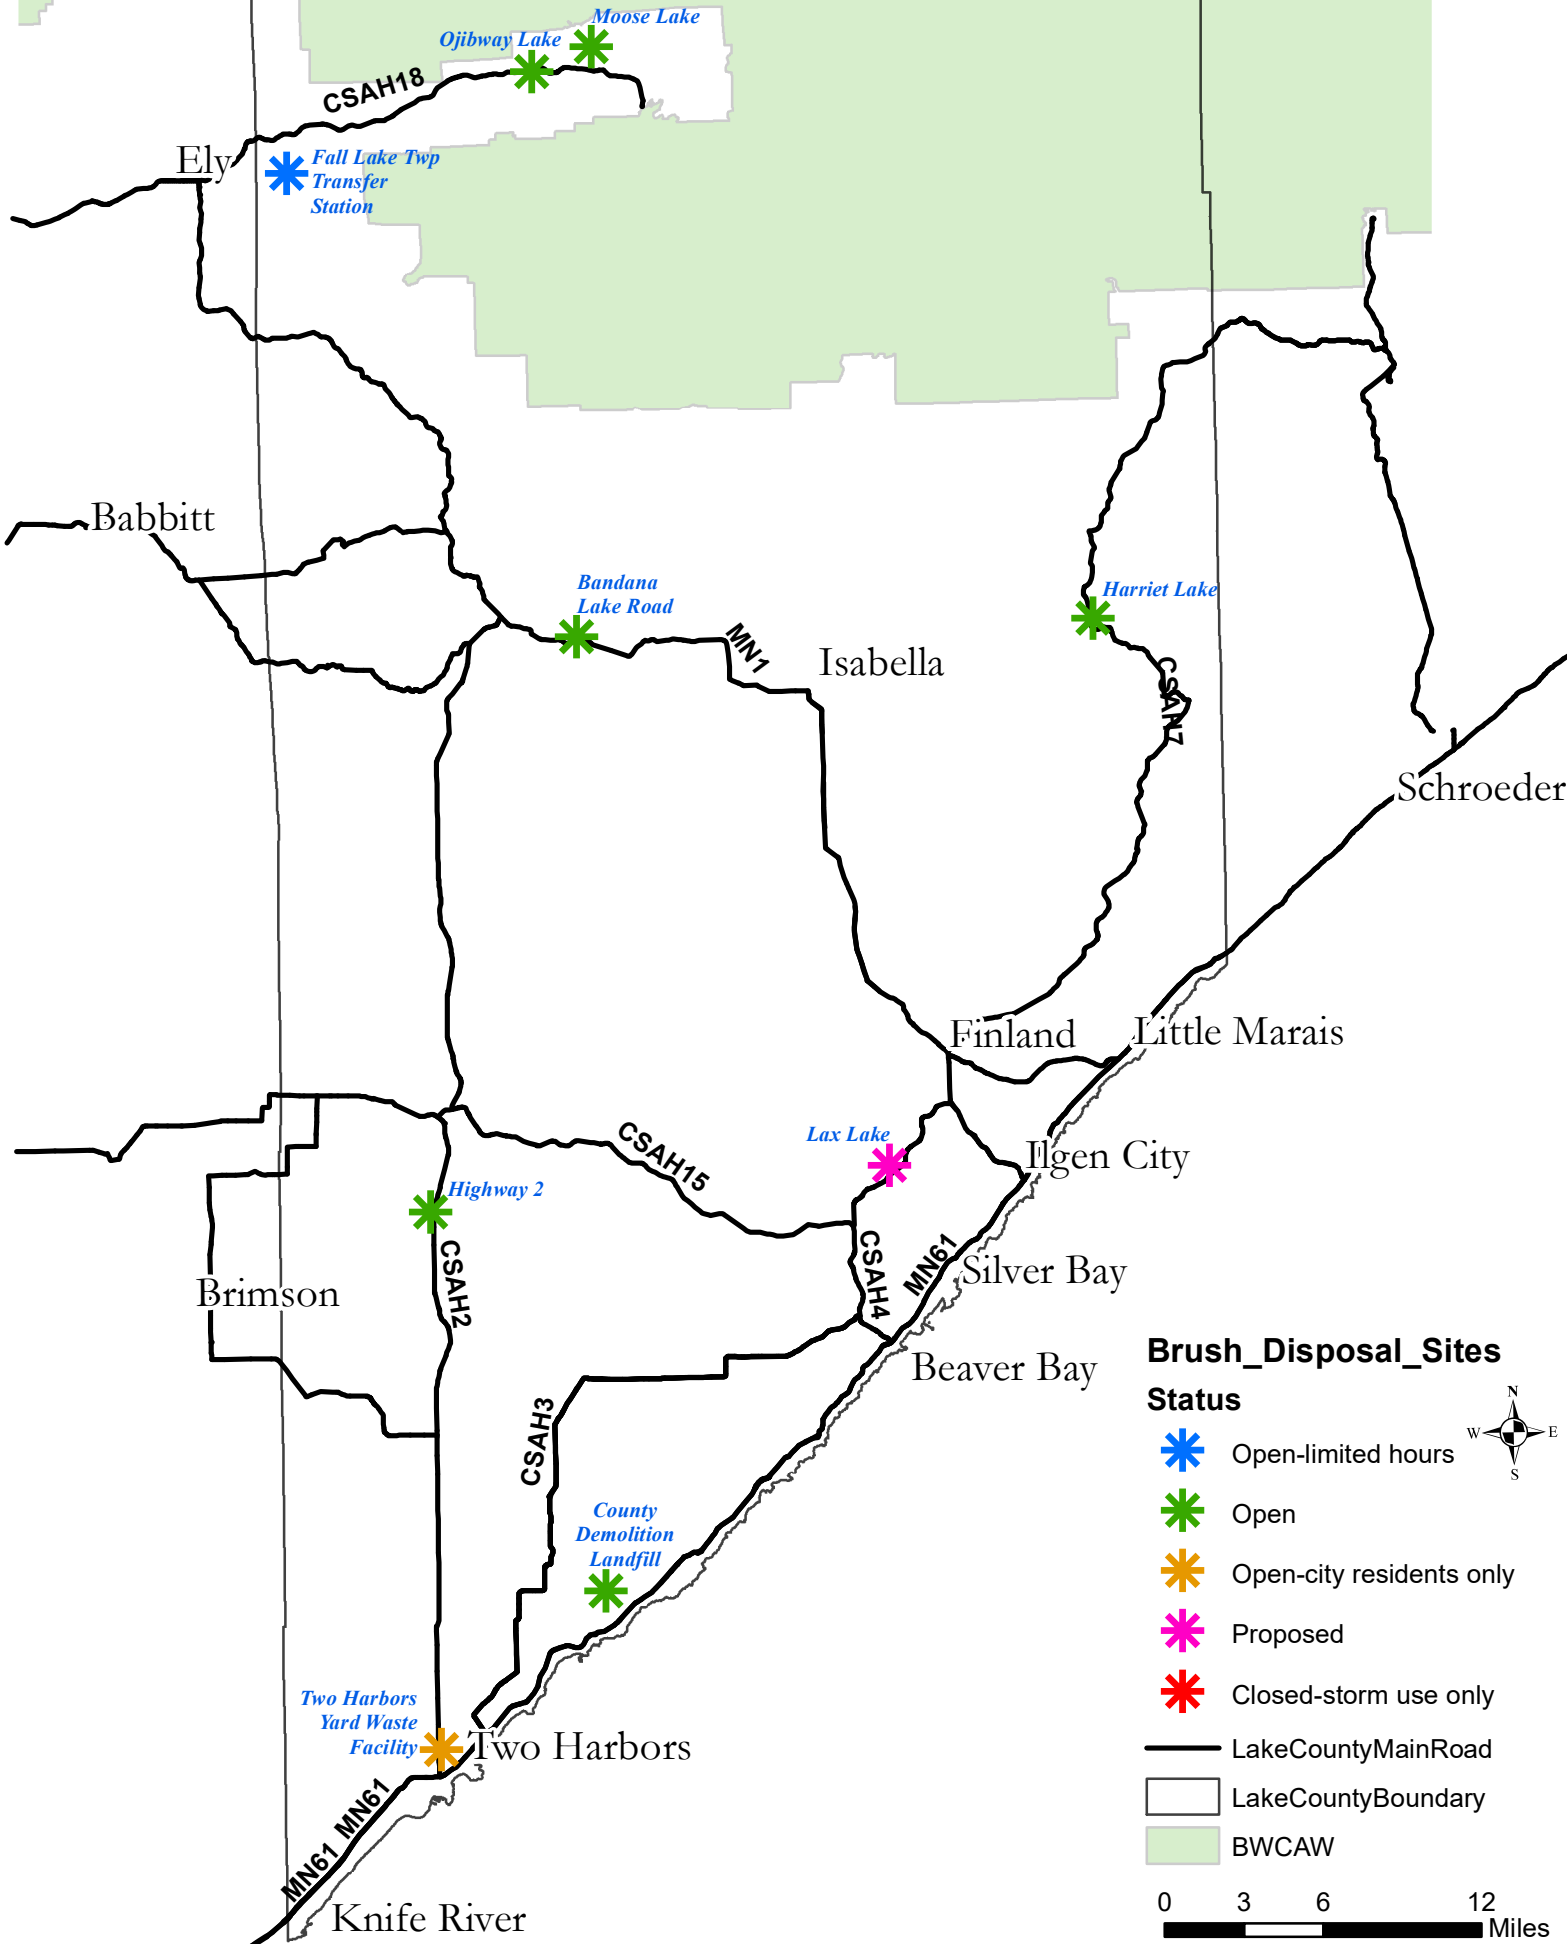 Moose Lake
Ojibway Lake
CSAH18
Ely
Fall Lake Twp
Transfer
Station
Babbitt
Bandana
Lake Road
Harriet Lake
MN1
Isabella
CSAH7
Schroeder
Finland
Little Marais
Lax Lake
CSAH15
Ilgen City
Highway 2
CSAH2
CSAH4
MN61
Silver Bay
Brimson
Beaver Bay
CSAH3
County
Demolition
Landfill
Two Harbors
Yard Waste
Facility
Two Harbors
MN61
MN61
Knife River
Brush_Disposal_Sites
Status
N
W
E
S
Open-limited hours
Open
Open-city residents only
Proposed
Closed-storm use only
LakeCountyMainRoad
LakeCountyBoundary
BWCAW
0 3 6 12
Miles